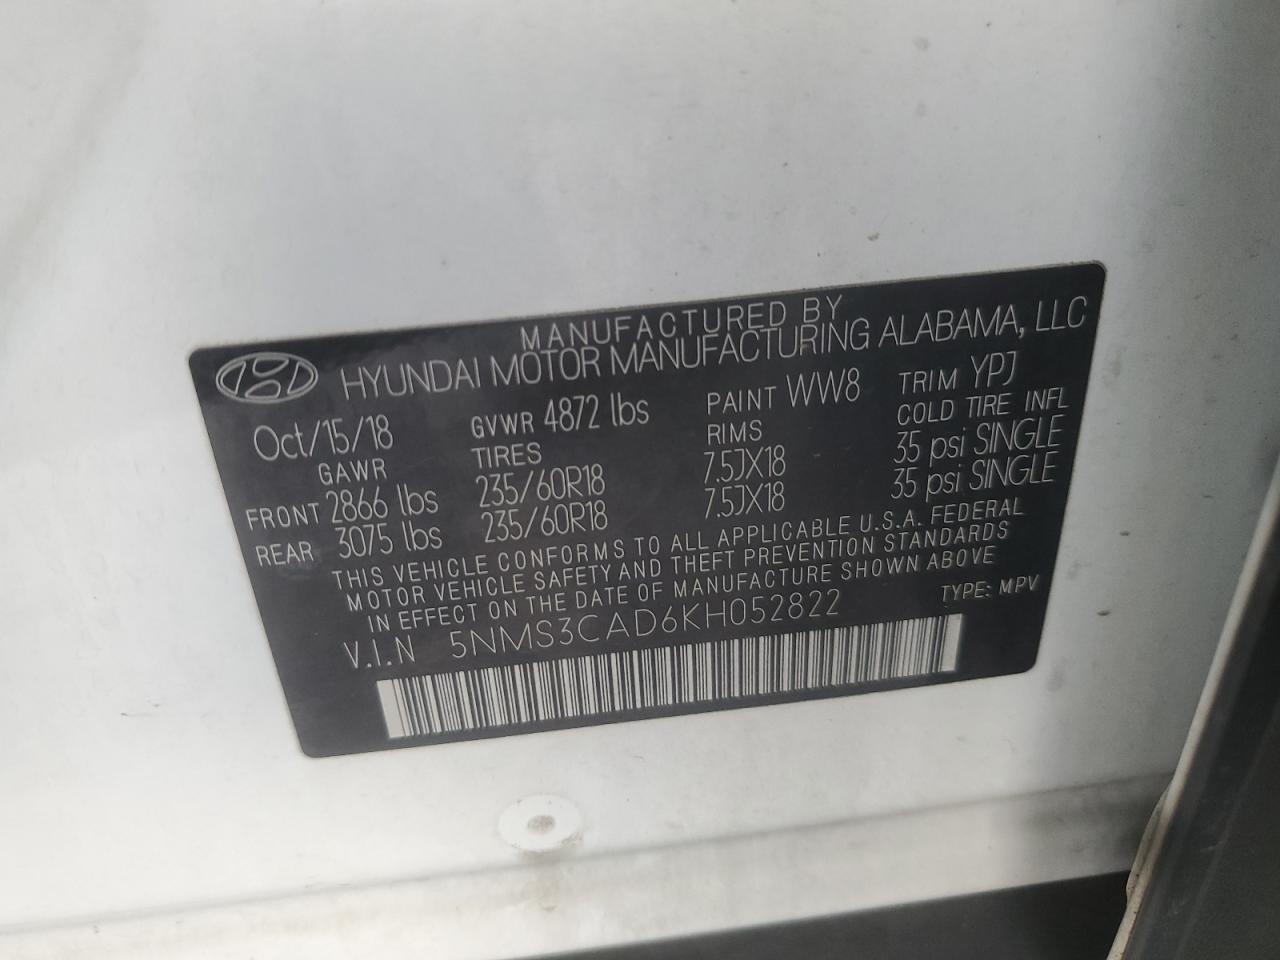 MANUFACTURED BY
HYUNDAI MOTOR MANUFACTURING ALABAMA, LLC
Oct/15/18 GVWR 4872 lbs PAINT WW8 TRIM YPJ
GAWR TIRES RIMS COLD TIRE INFL
FRONT 2866 lbs 235/60R18 7.5JX18 35 psi SINGLE
REAR 3075 lbs 235/60R18 7.5JX18 35 psi SINGLE
THIS VEHICLE CONFORMS TO ALL APPLICABLE U.S.A. FEDERAL
MOTOR VEHICLE SAFETY AND THEFT PREVENTION STANDARDS
IN EFFECT ON THE DATE OF MANUFACTURE SHOWN ABOVE
V.I.N 5NMS3CAD6KH052822 TYPE: MPV